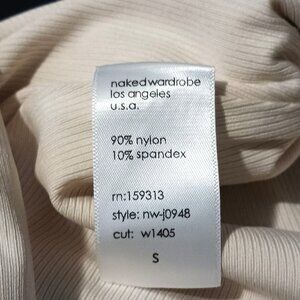 nakedwardrobe
los angeles
u.s.a.
90% nylon
10% spandex
rn:159313
style: nw-j0948
cut: w1405
S